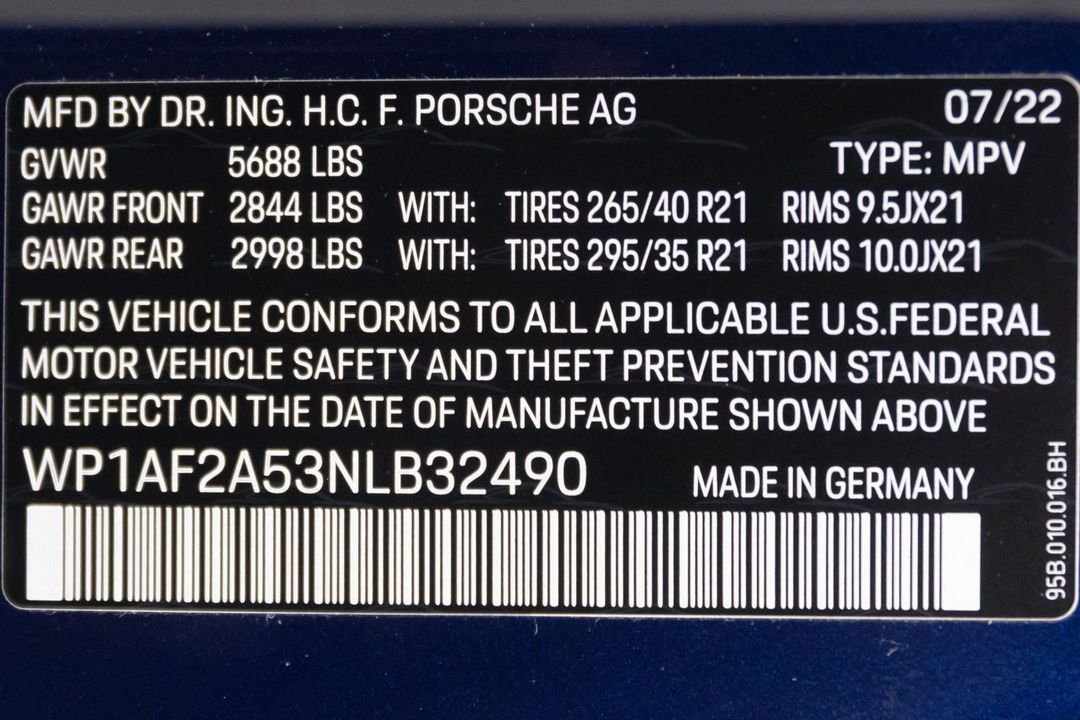 MFD BY DR. ING. H.C. F. PORSCHE AG 07/22
GVWR 5688 LBS TYPE: MPV
GAWR FRONT 2844 LBS WITH: TIRES 265/40 R21 RIMS 9.5JX21
GAWR REAR 2998 LBS WITH: TIRES 295/35 R21 RIMS 10.0JX21
THIS VEHICLE CONFORMS TO ALL APPLICABLE U.S.FEDERAL
MOTOR VEHICLE SAFETY AND THEFT PREVENTION STANDARDS
IN EFFECT ON THE DATE OF MANUFACTURE SHOWN ABOVE
WP1AF2A53NLB32490 MADE IN GERMANY
95B.010.016.BH